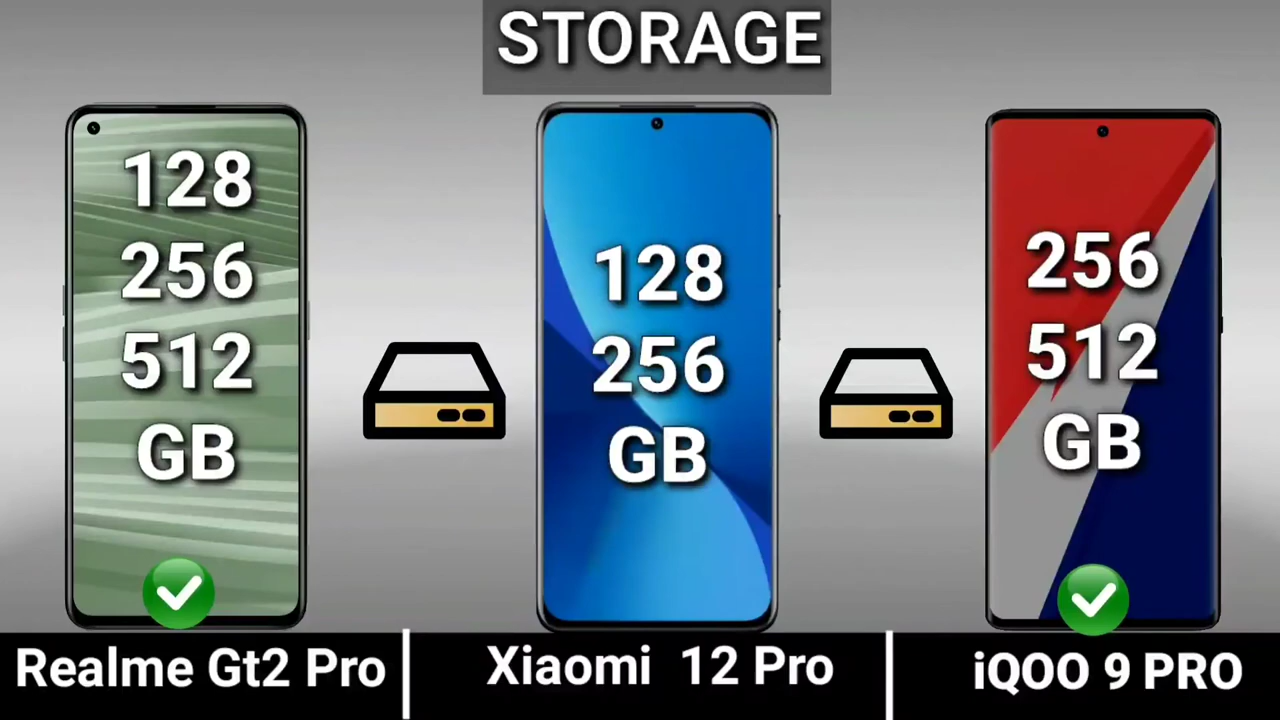 STORAGE
128
256
512
GB
128
256
GB
256
512
GB
Realme Gt2 Pro
Xiaomi 12 Pro
iQOO 9 PRO